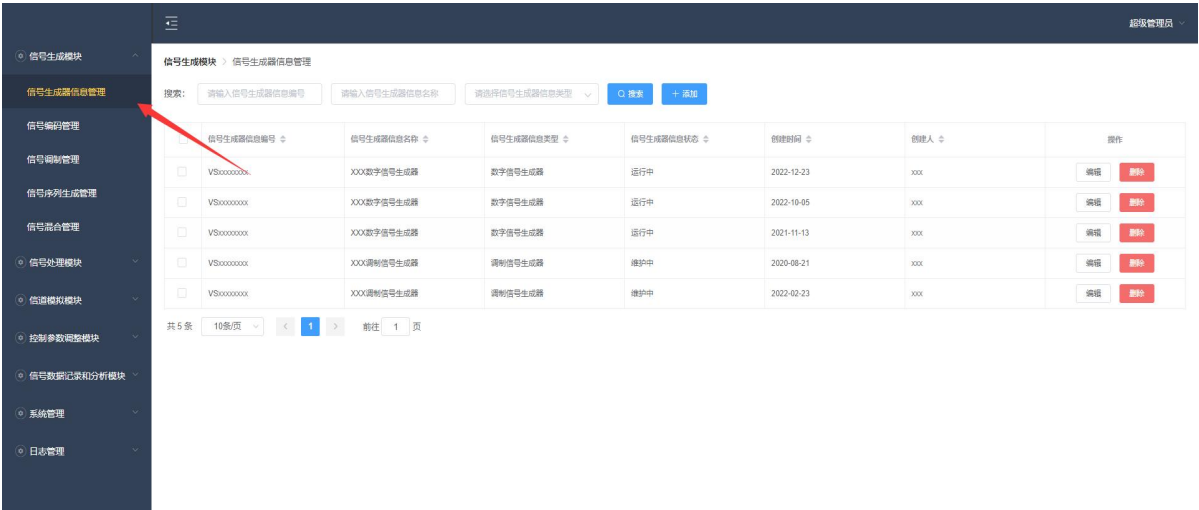 超级管理员
信号生成模块
信号生成器信息管理
信号编码管理
信号调制管理
信号序列生成管理
信号混合管理
信号处理模块
信道模拟模块
控制参数调整模块
信号数据记录和分析模块
系统管理
日志管理
信号生成模块 > 信号生成器信息管理
搜索: 请输入信号生成器信息编号 请输入信号生成器信息名称 请选择信号生成器信息类型 搜索 + 添加
信号生成器信息编号 信号生成器信息名称 信号生成器信息类型 信号生成器信息状态 创建时间 创建人 操作
VSxxxxxxxx XXX数字信号生成器 数字信号生成器 运行中 2022-12-23 xxx 编辑 删除
VSxxxxxxxx XXX数字信号生成器 数字信号生成器 运行中 2022-10-05 xxx 编辑 删除
VSxxxxxxxx XXX数字信号生成器 数字信号生成器 运行中 2021-11-13 xxx 编辑 删除
VSxxxxxxxx XXX调制信号生成器 调制信号生成器 维护中 2020-08-21 xxx 编辑 删除
VSxxxxxxxx XXX调制信号生成器 调制信号生成器 维护中 2022-02-23 xxx 编辑 删除
共 5 条 10条/页 < 1 > 前往 1 页